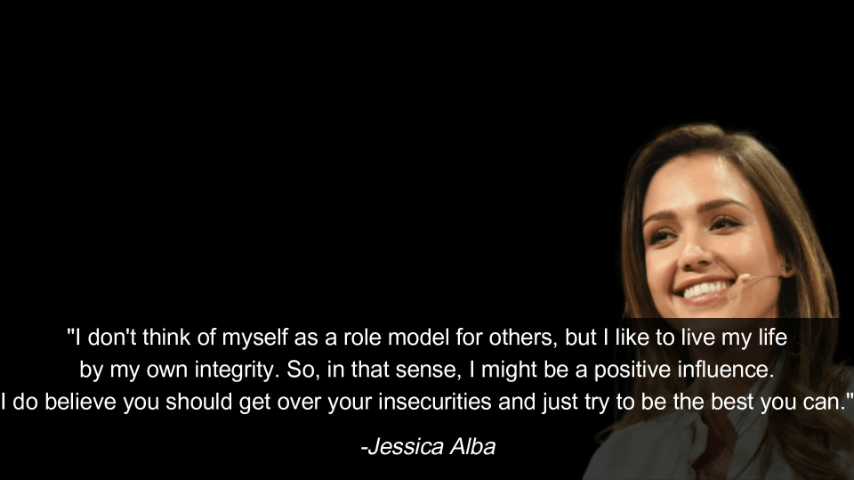 "I don't think of myself as a role model for others, but I like to live my life
by my own integrity. So, in that sense, I might be a positive influence.
I do believe you should get over your insecurities and just try to be the best you can."
-Jessica Alba